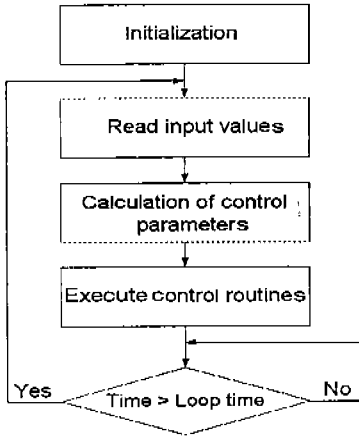 Initialization
Read input values
Calculation of control
parameters
Execute control routines
Yes
Time > Loop time
No